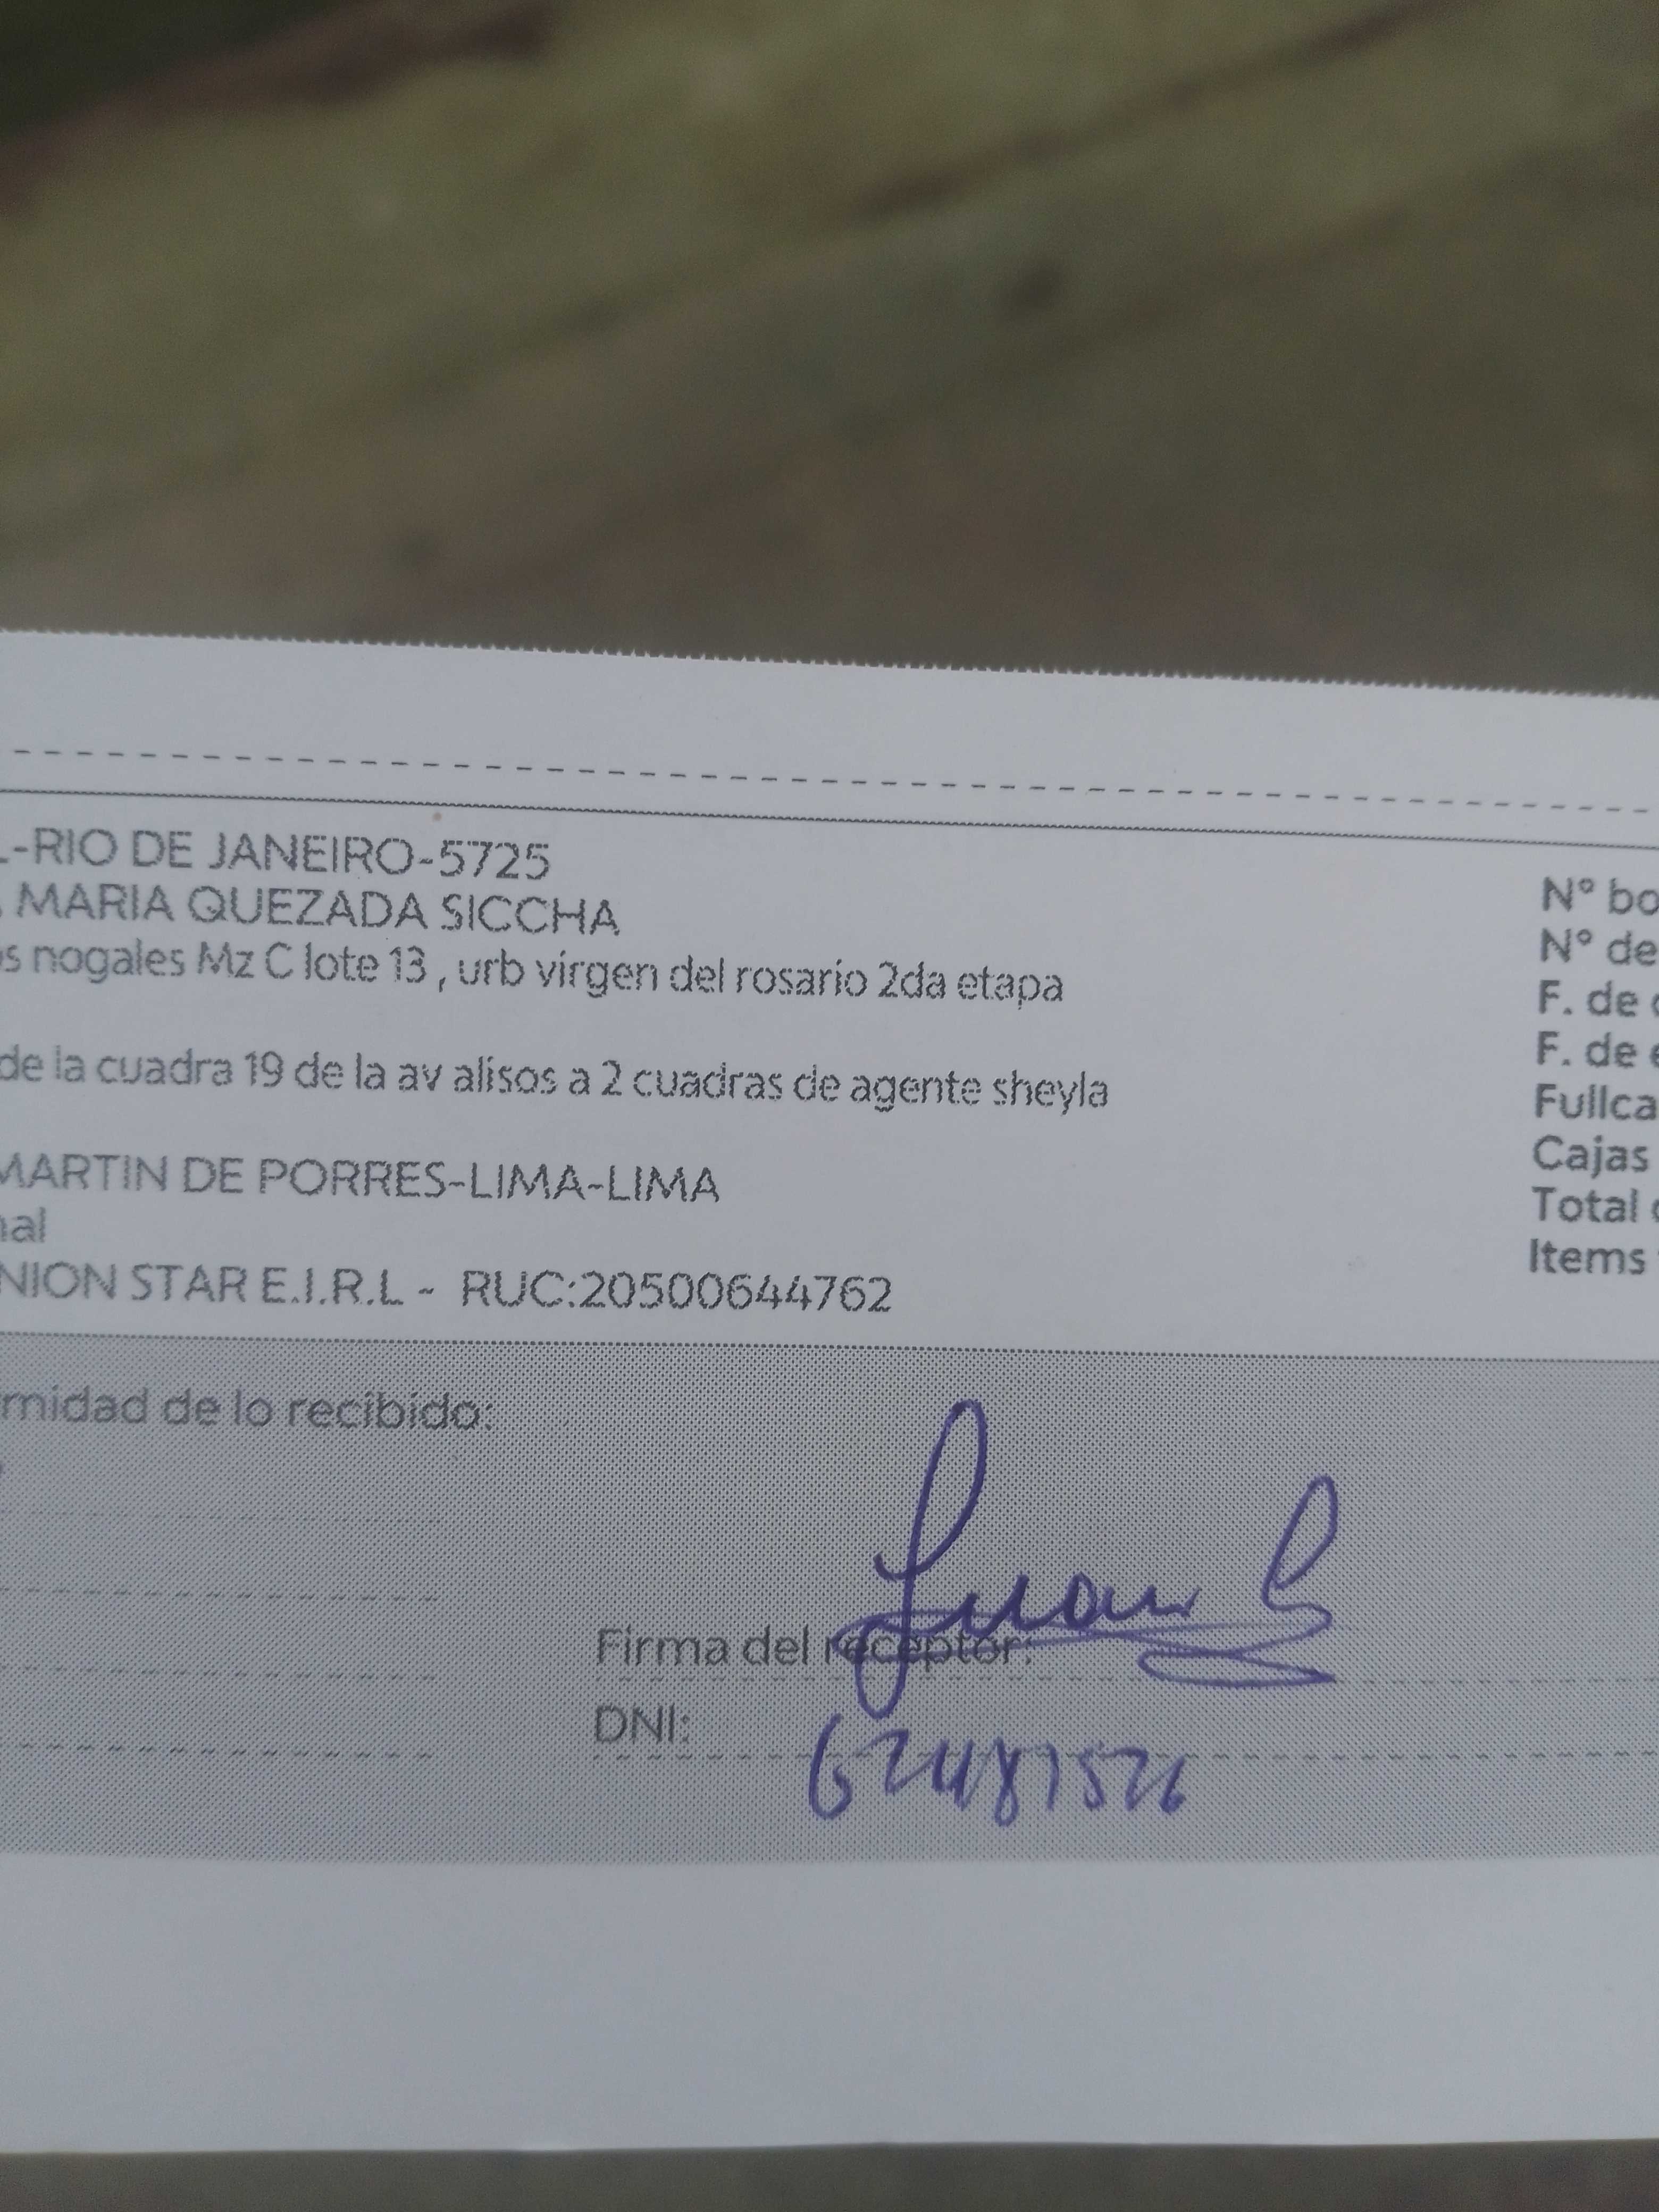 -RIO DE JANEIRO-5725
MARIA QUEZADA SICCHA
s nogales Mz C lote 13 , urb virgen del rosario 2da etapa
de la cuadra 19 de la av alisos a 2 cuadras de agente sheyla
MARTIN DE PORRES-LIMA-LIMA
nal
NION STAR E.I.R.L - RUC:20500644762
N° bo
N° de
F. de
F. de
Fullca
Cajas
Total
Items
rmidad de lo recibido:
Firma del receptor:
DNI: